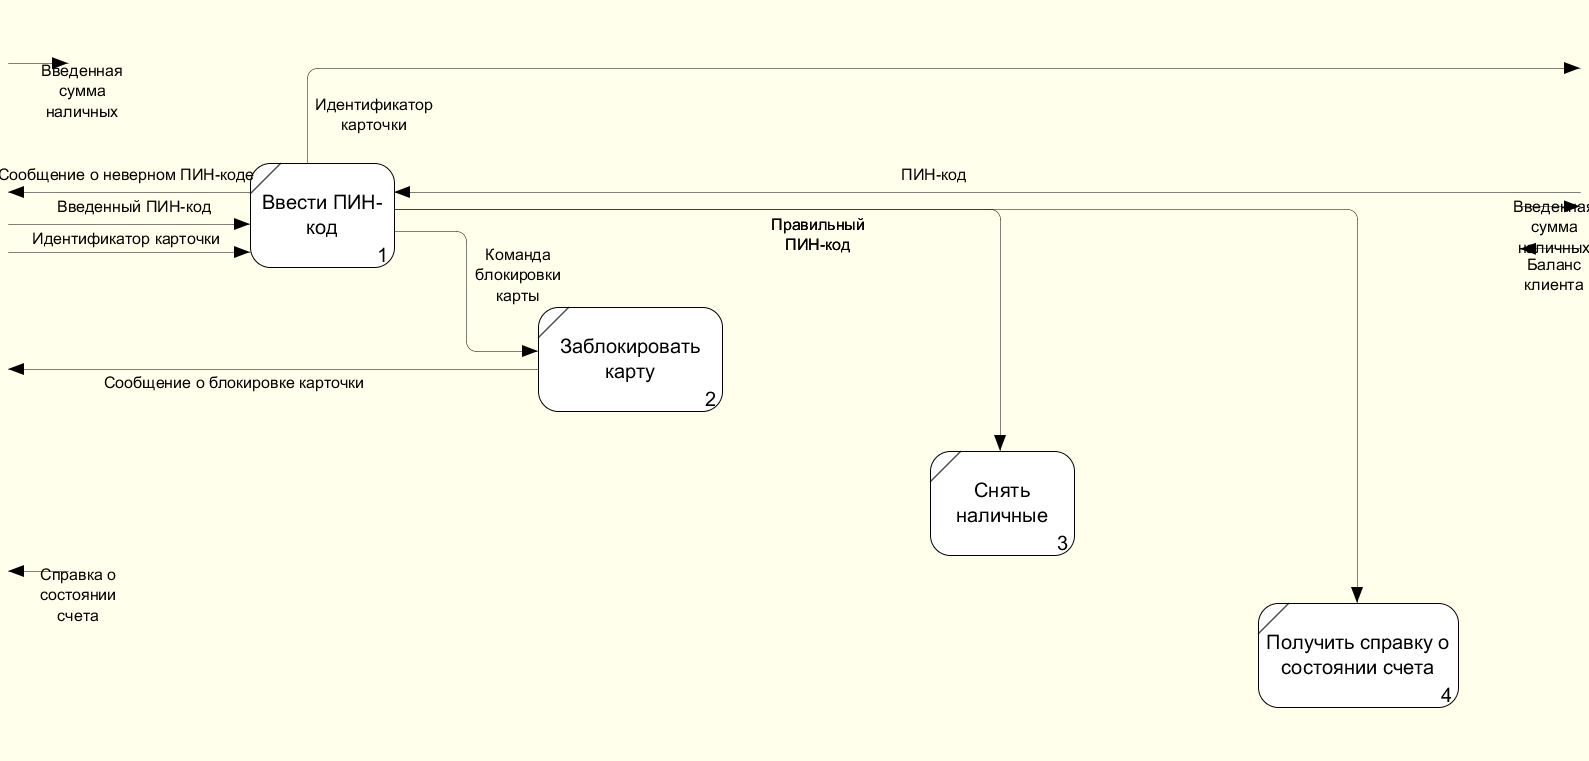 Введенная
сумма
наличных
Идентификатор
карточки
Сообщение о неверном ПИН-коде
Введенный ПИН-код
Идентификатор карточки
Ввести ПИН-
код
1
ПИН-код
Правильный
ПИН-код
Введенная
сумма
наличных
Баланс
клиента
Команда
блокировки
карты
Заблокировать
карту
2
Сообщение о блокировке карточки
Снять
наличные
3
Справка о
состоянии
счета
Получить справку о
состоянии счета
4